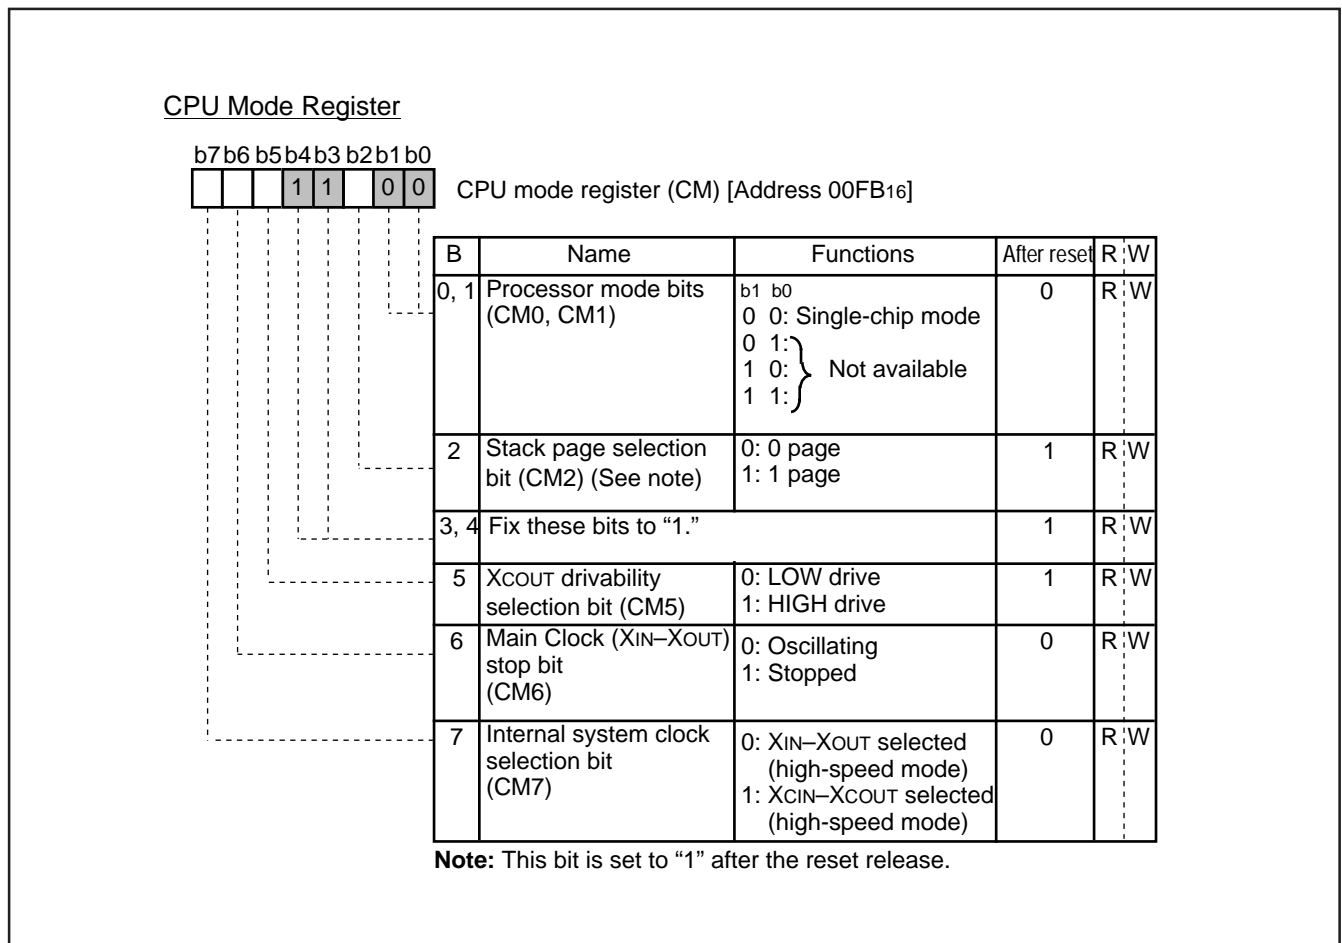 CPU Mode Register
b7 b6 b5 b4 b3 b2 b1 b0
1 1 0 0 CPU mode register (CM) [Address 00FB16]
B Name Functions After reset R W
0, 1 Processor mode bits (CM0, CM1) b1 b0 0 R W
0 0: Single-chip mode
0 1:
1 0: Not available
1 1:
2 Stack page selection bit (CM2) (See note) 0: 0 page 1 R W
1: 1 page
3, 4 Fix these bits to “1.” 1 R W
5 XCOUT drivability selection bit (CM5) 0: LOW drive 1 R W
1: HIGH drive
6 Main Clock (XIN–XOUT) stop bit (CM6) 0: Oscillating 0 R W
1: Stopped
7 Internal system clock selection bit (CM7) 0: XIN–XOUT selected (high-speed mode) 0 R W
1: XCIN–XCOUT selected (high-speed mode)
Note: This bit is set to “1” after the reset release.